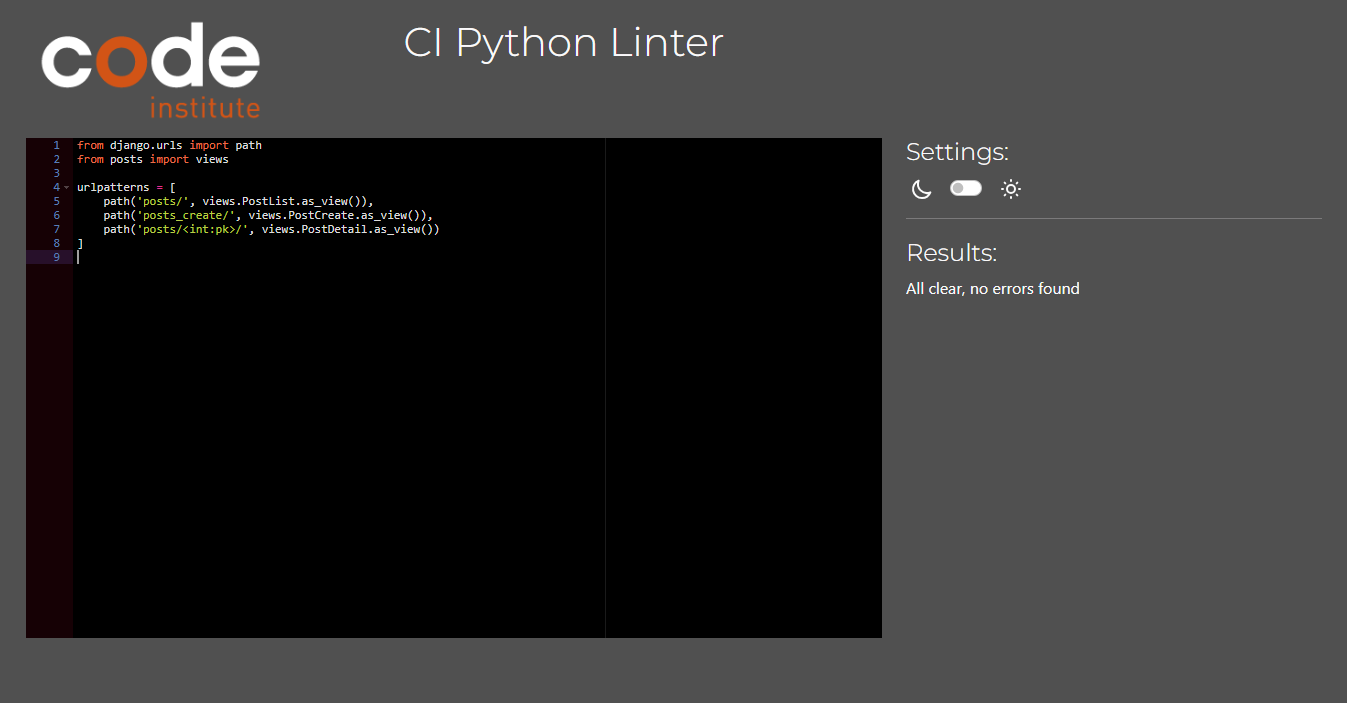 code
institute
CI Python Linter
1 from django.urls import path
2 from posts import views
3
4 urlpatterns = [
5     path('posts/', views.PostList.as_view()),
6     path('posts_create/', views.PostCreate.as_view()),
7     path('posts/<int:pk>/', views.PostDetail.as_view())
8 ]
9
Settings:
Results:
All clear, no errors found